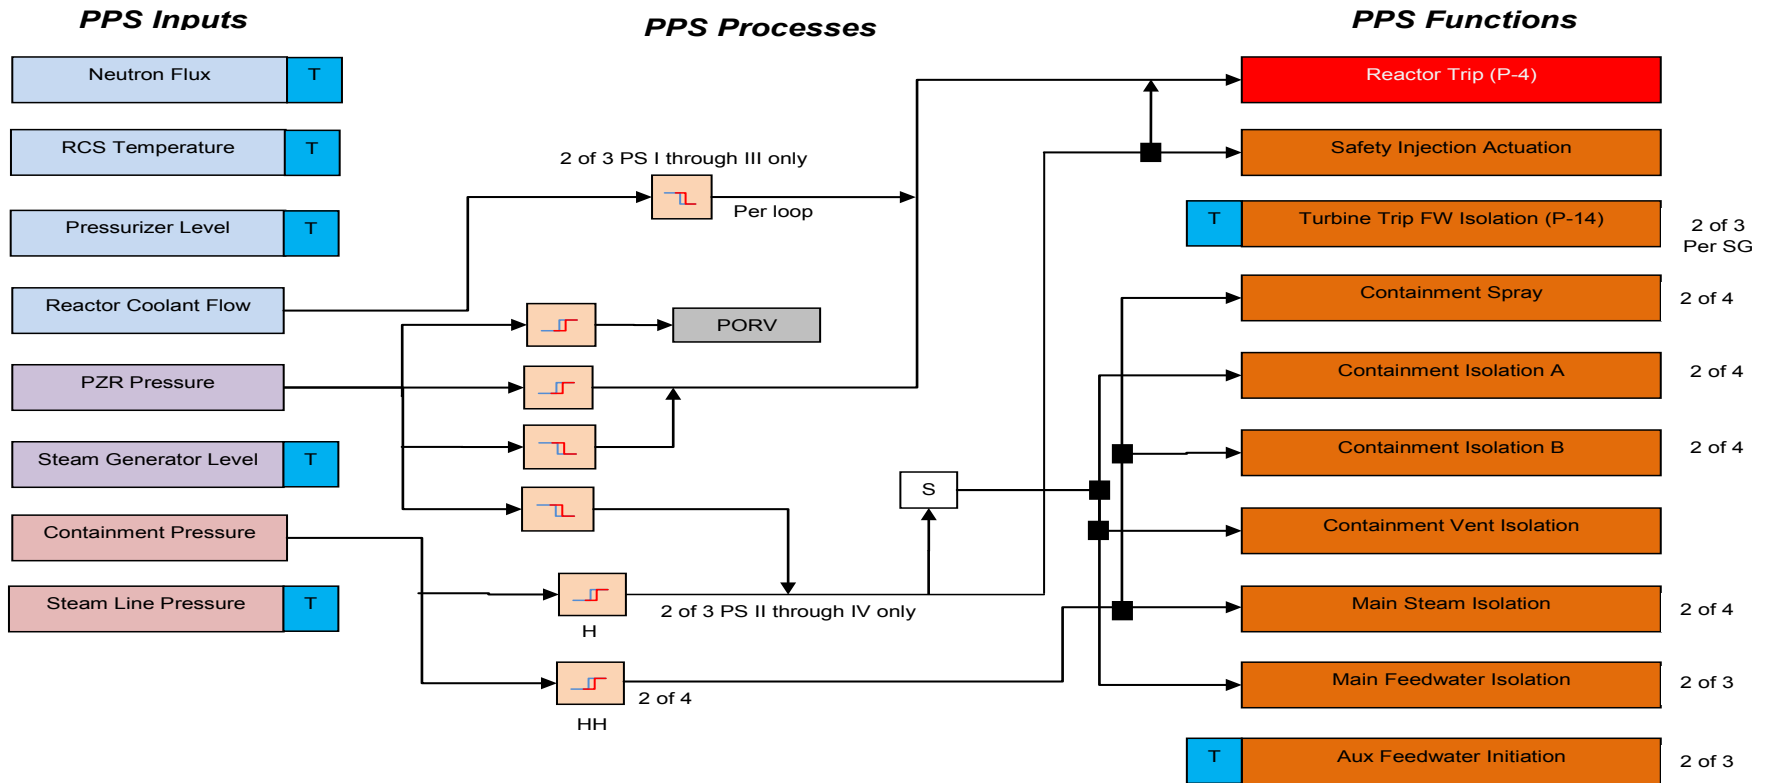 PPS Inputs
PPS Processes
PPS Functions
Neutron Flux
T
Reactor Trip (P-4)
RCS Temperature
T
2 of 3 PS I through III only
Safety Injection Actuation
Per loop
Pressurizer Level
T
T
Turbine Trip FW Isolation (P-14)
2 of 3
Per SG
Reactor Coolant Flow
PORV
Containment Spray
2 of 4
PZR Pressure
Containment Isolation A
2 of 4
Steam Generator Level
T
Containment Isolation B
2 of 4
S
Containment Pressure
Containment Vent Isolation
Steam Line Pressure
T
H
2 of 3 PS II through IV only
Main Steam Isolation
2 of 4
HH
2 of 4
Main Feedwater Isolation
2 of 3
T
Aux Feedwater Initiation
2 of 3